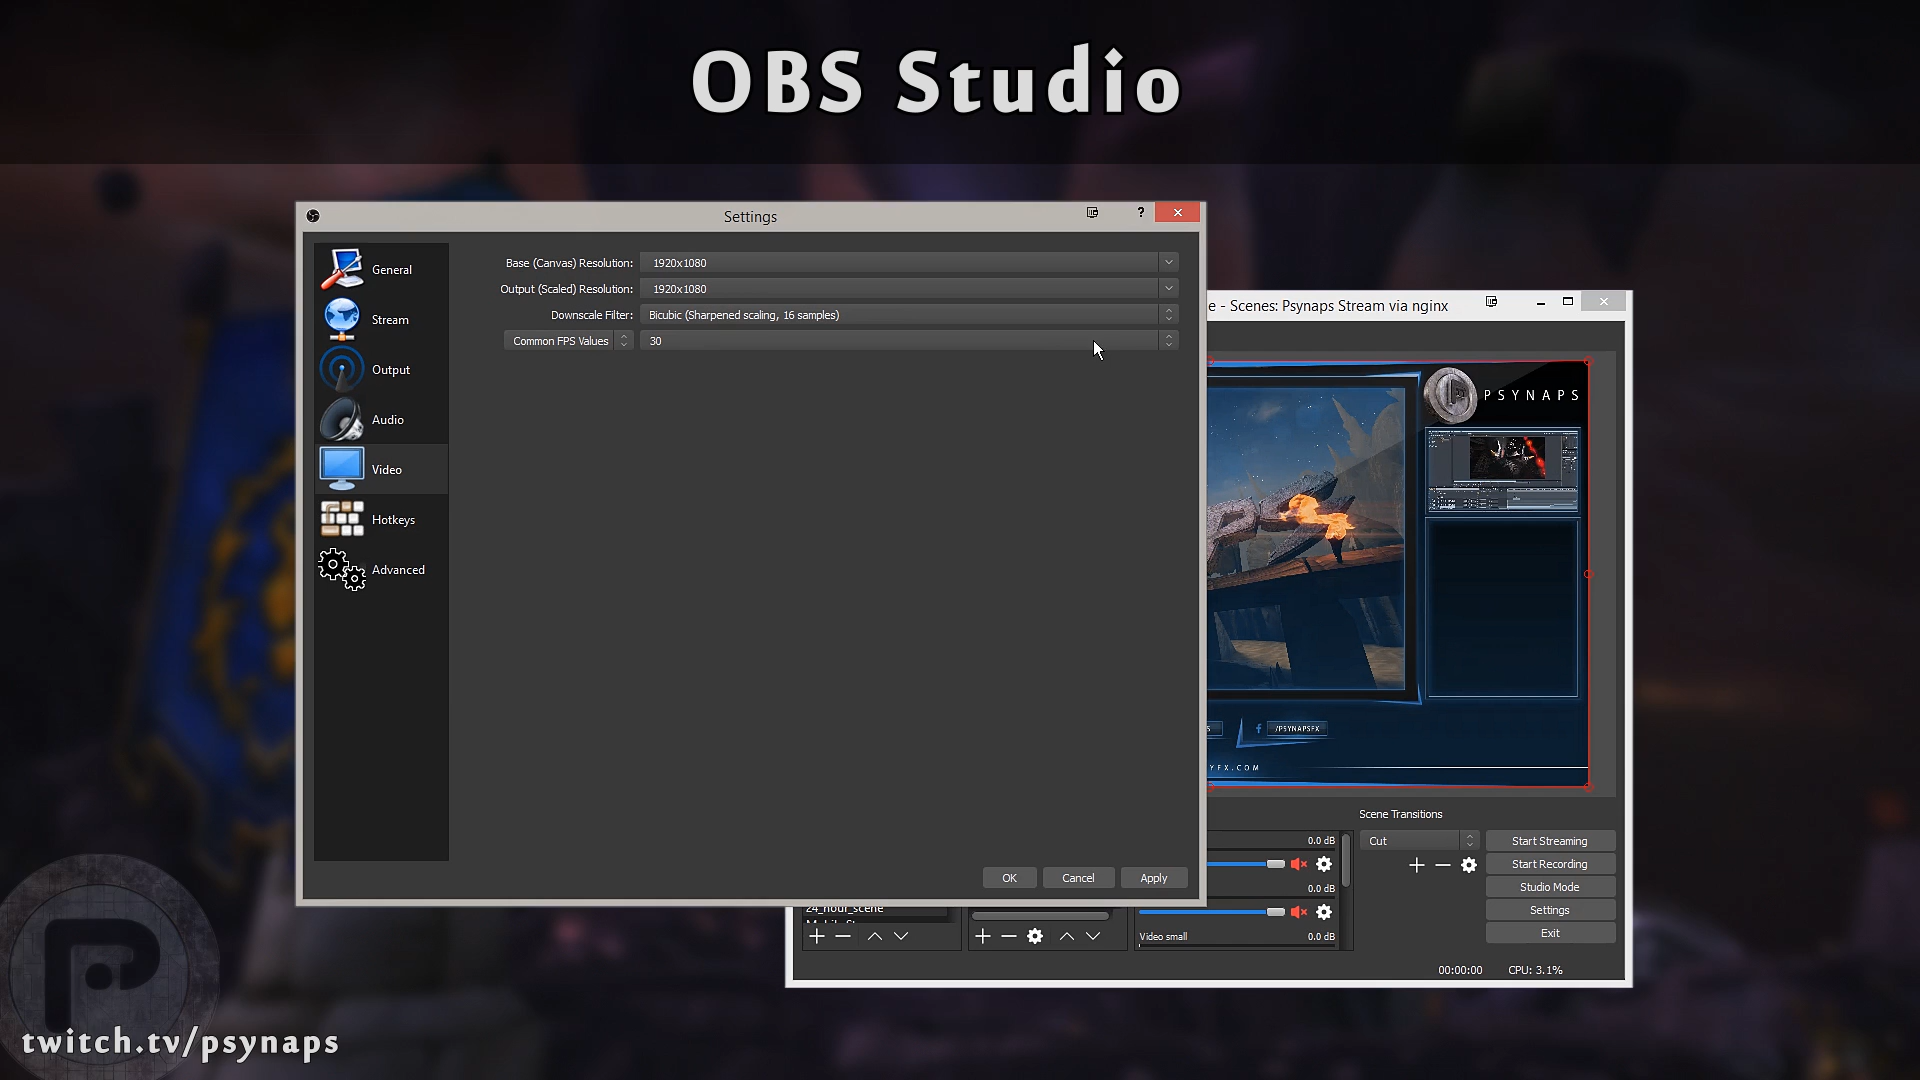 OBS Studio
Settings
?
General
Stream
Output
Audio
Video
Hotkeys
Advanced
Base (Canvas) Resolution: 1920x1080
Output (Scaled) Resolution: 1920x1080
Downscale Filter: Bicubic (Sharpened scaling, 16 samples)
Common FPS Values 30
OK Cancel Apply
e - Scenes: Psynaps Stream via nginx
PSYNAPS
/PSYNAPSFX
YFX.COM
Scene Transitions
Cut
0.0 dB
0.0 dB
Video small 0.0 dB
24_hour_scene
Start Streaming
Start Recording
Studio Mode
Settings
Exit
00:00:00 CPU: 3.1%
twitch.tv/psynaps